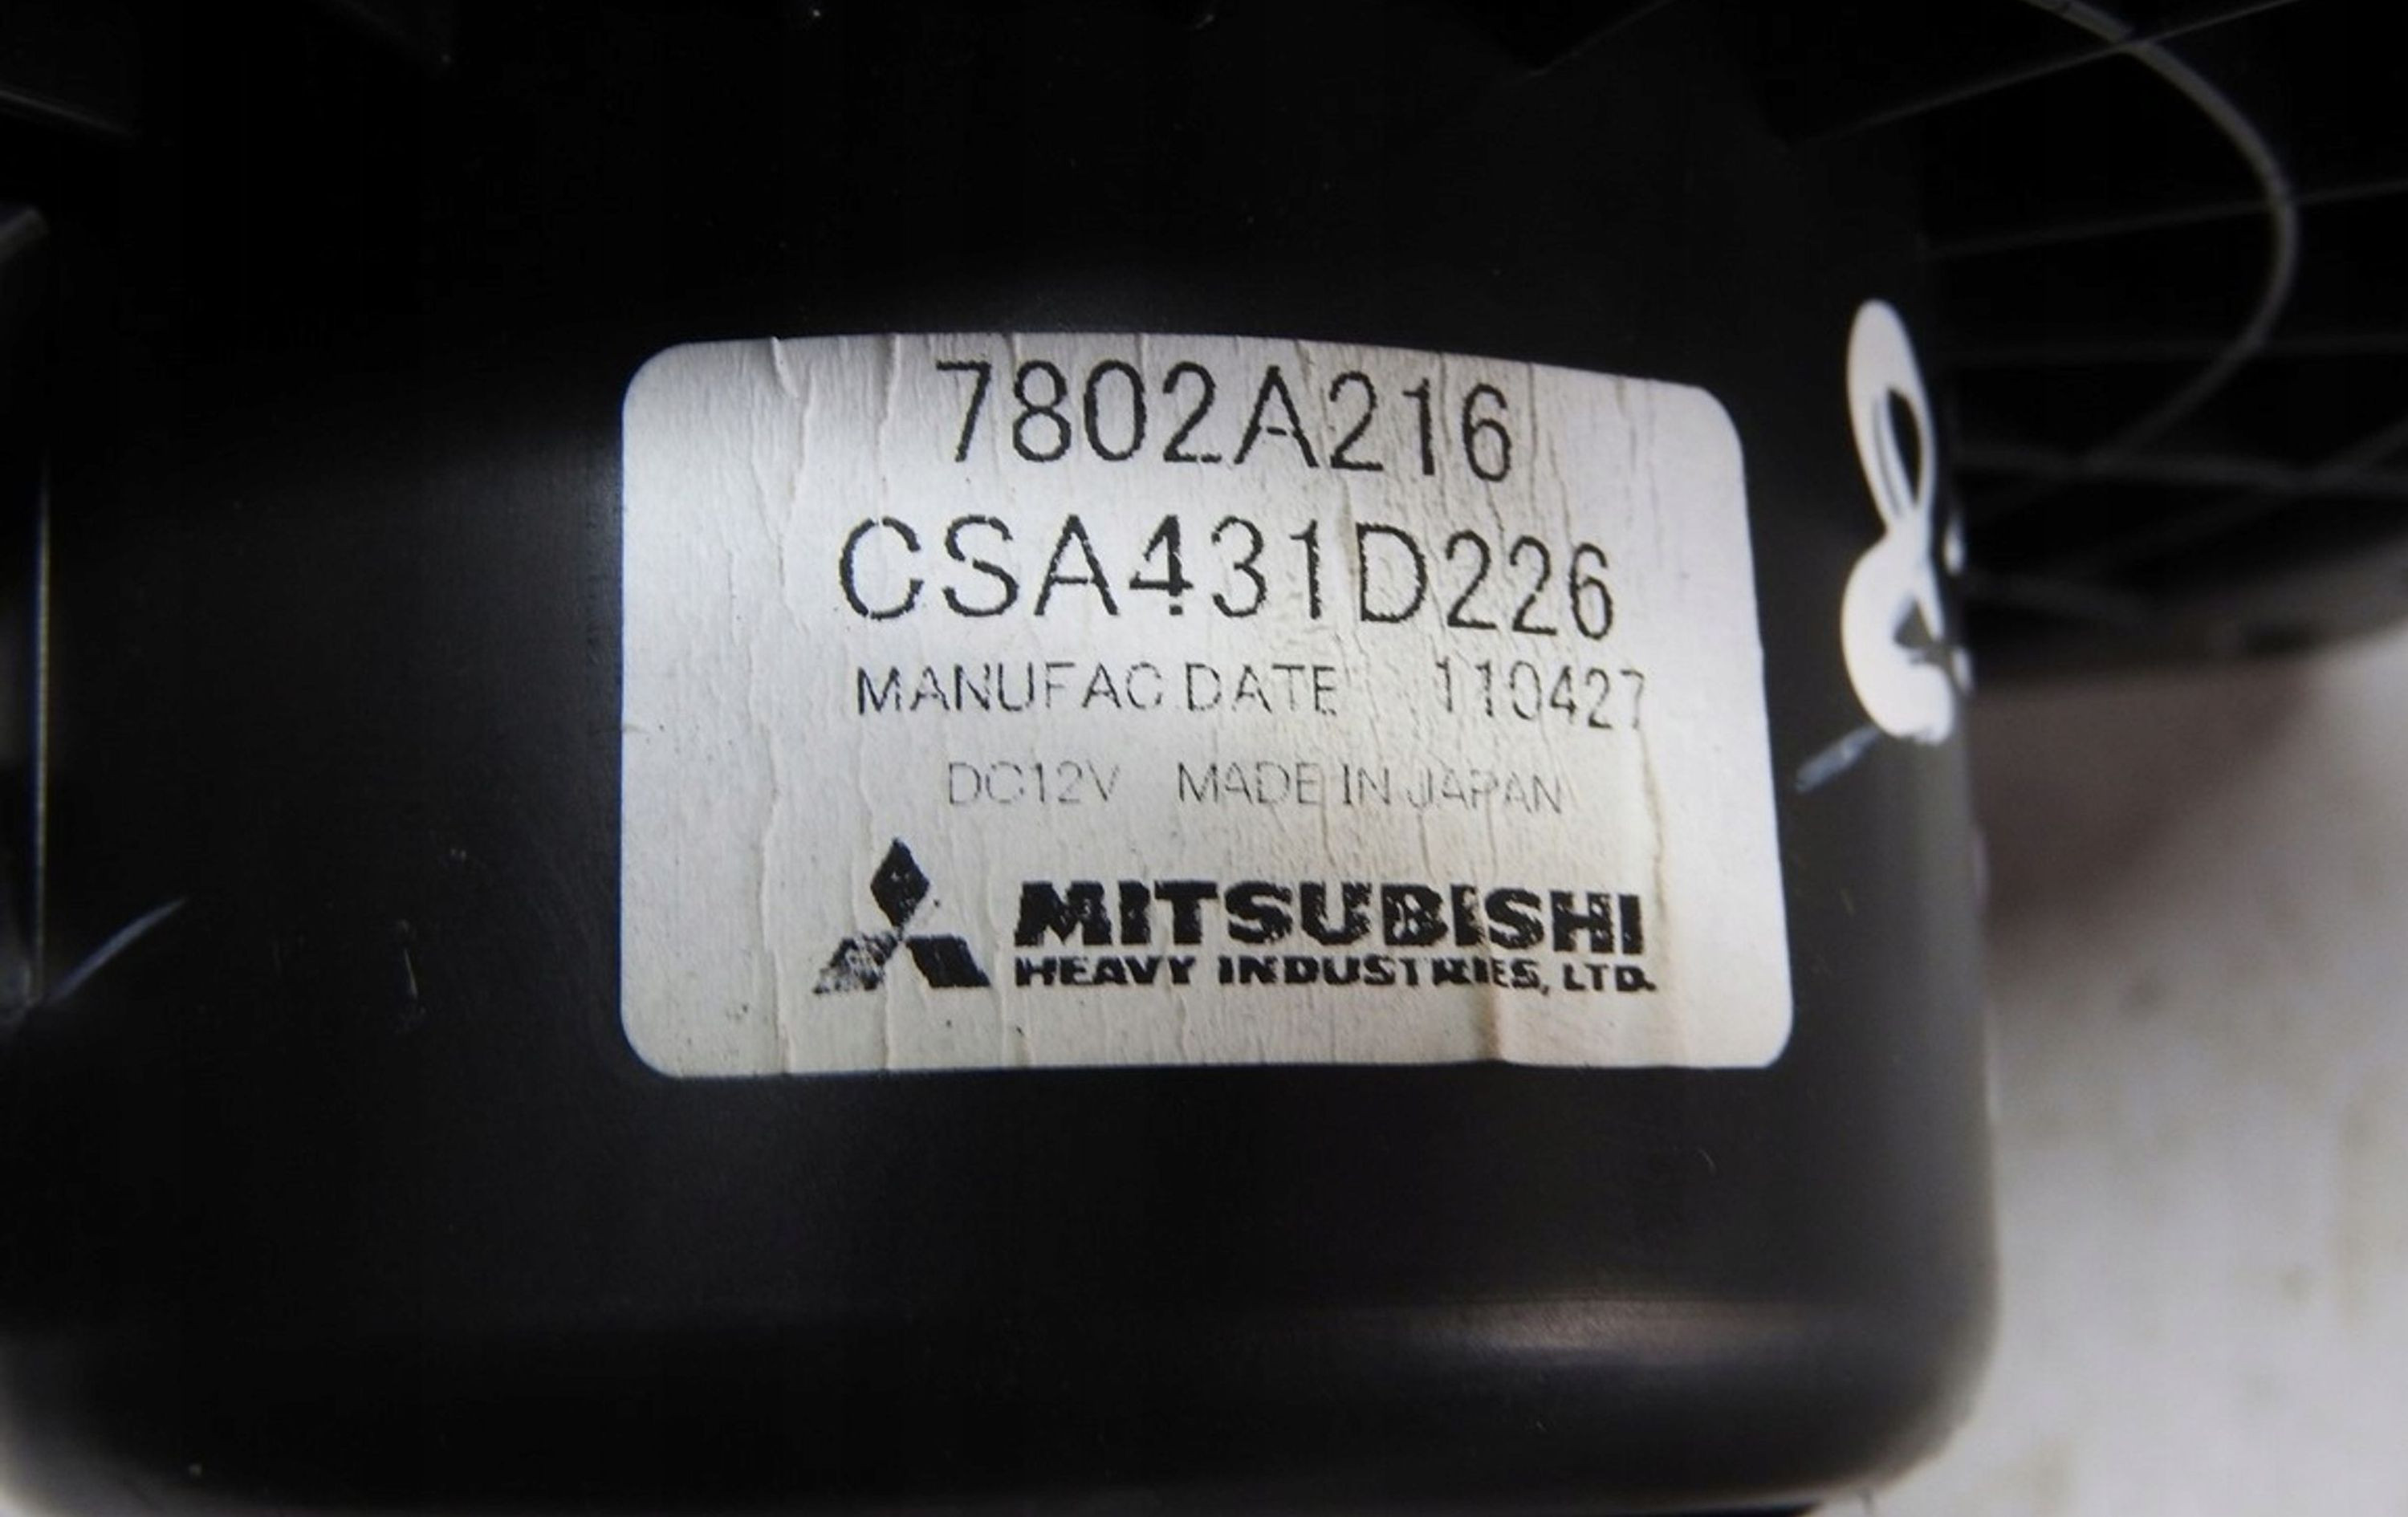 7802A216
CSA431D226
MANUFAC DATE 110427
DC12V MADE IN JAPAN
MITSUBISHI
HEAVY INDUSTRIES, LTD.